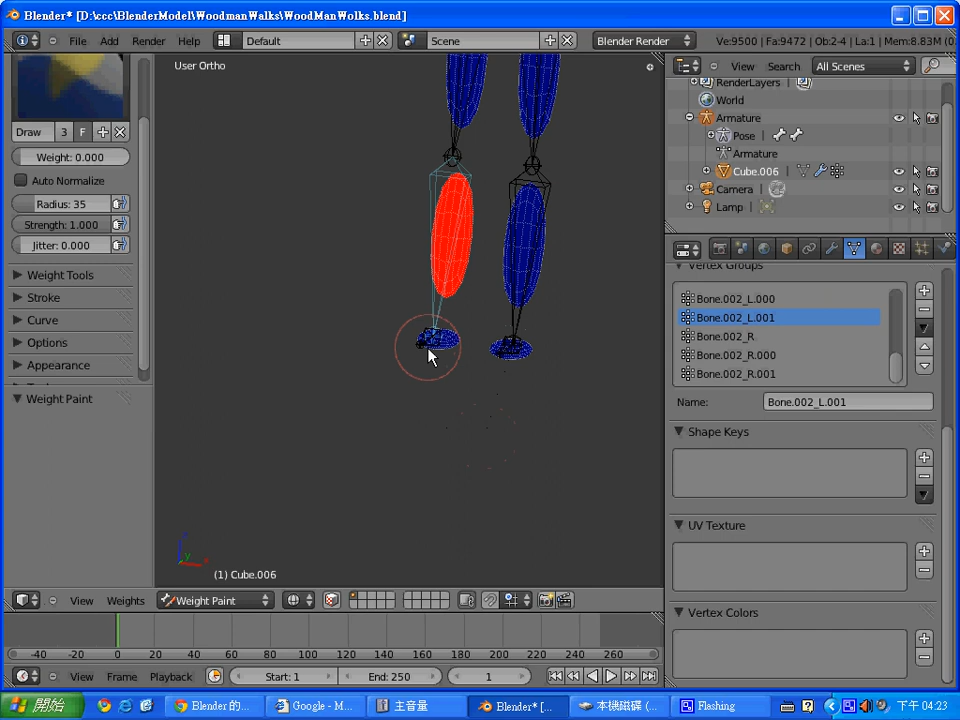 Blender* [D:\ccc\BlenderModel\WoodmanWalks\WoodManWolks.blend]
File Add Render Help Default Scene Blender Render Ve:9500 | Fa:9472 | Ob:2-4 | La:1 | Mem:8.83M (0
User Ortho
View Search All Scenes
RenderLayers |
World
Armature
Pose |
Armature
Cube.006
Camera
Lamp
Draw 3 F
Weight: 0.000
Auto Normalize
Radius: 35
Strength: 1.000
Jitter: 0.000
Weight Tools
Stroke
Curve
Options
Appearance
Weight Paint
Vertex Groups
Bone.002_L.000
Bone.002_L.001
Bone.002_R
Bone.002_R.000
Bone.002_R.001
Name: Bone.002_L.001
Shape Keys
UV Texture
Vertex Colors
(1) Cube.006
View Weights Weight Paint
-40 -20 0 20 40 60 80 100 120 140 160 180 200 220 240 260
View Frame Playback Start: 1 End: 250 1
開始 Blender 的... Google - M... 主音量 Blender* [... 本機磁碟 (... Flashing 下午 04:23